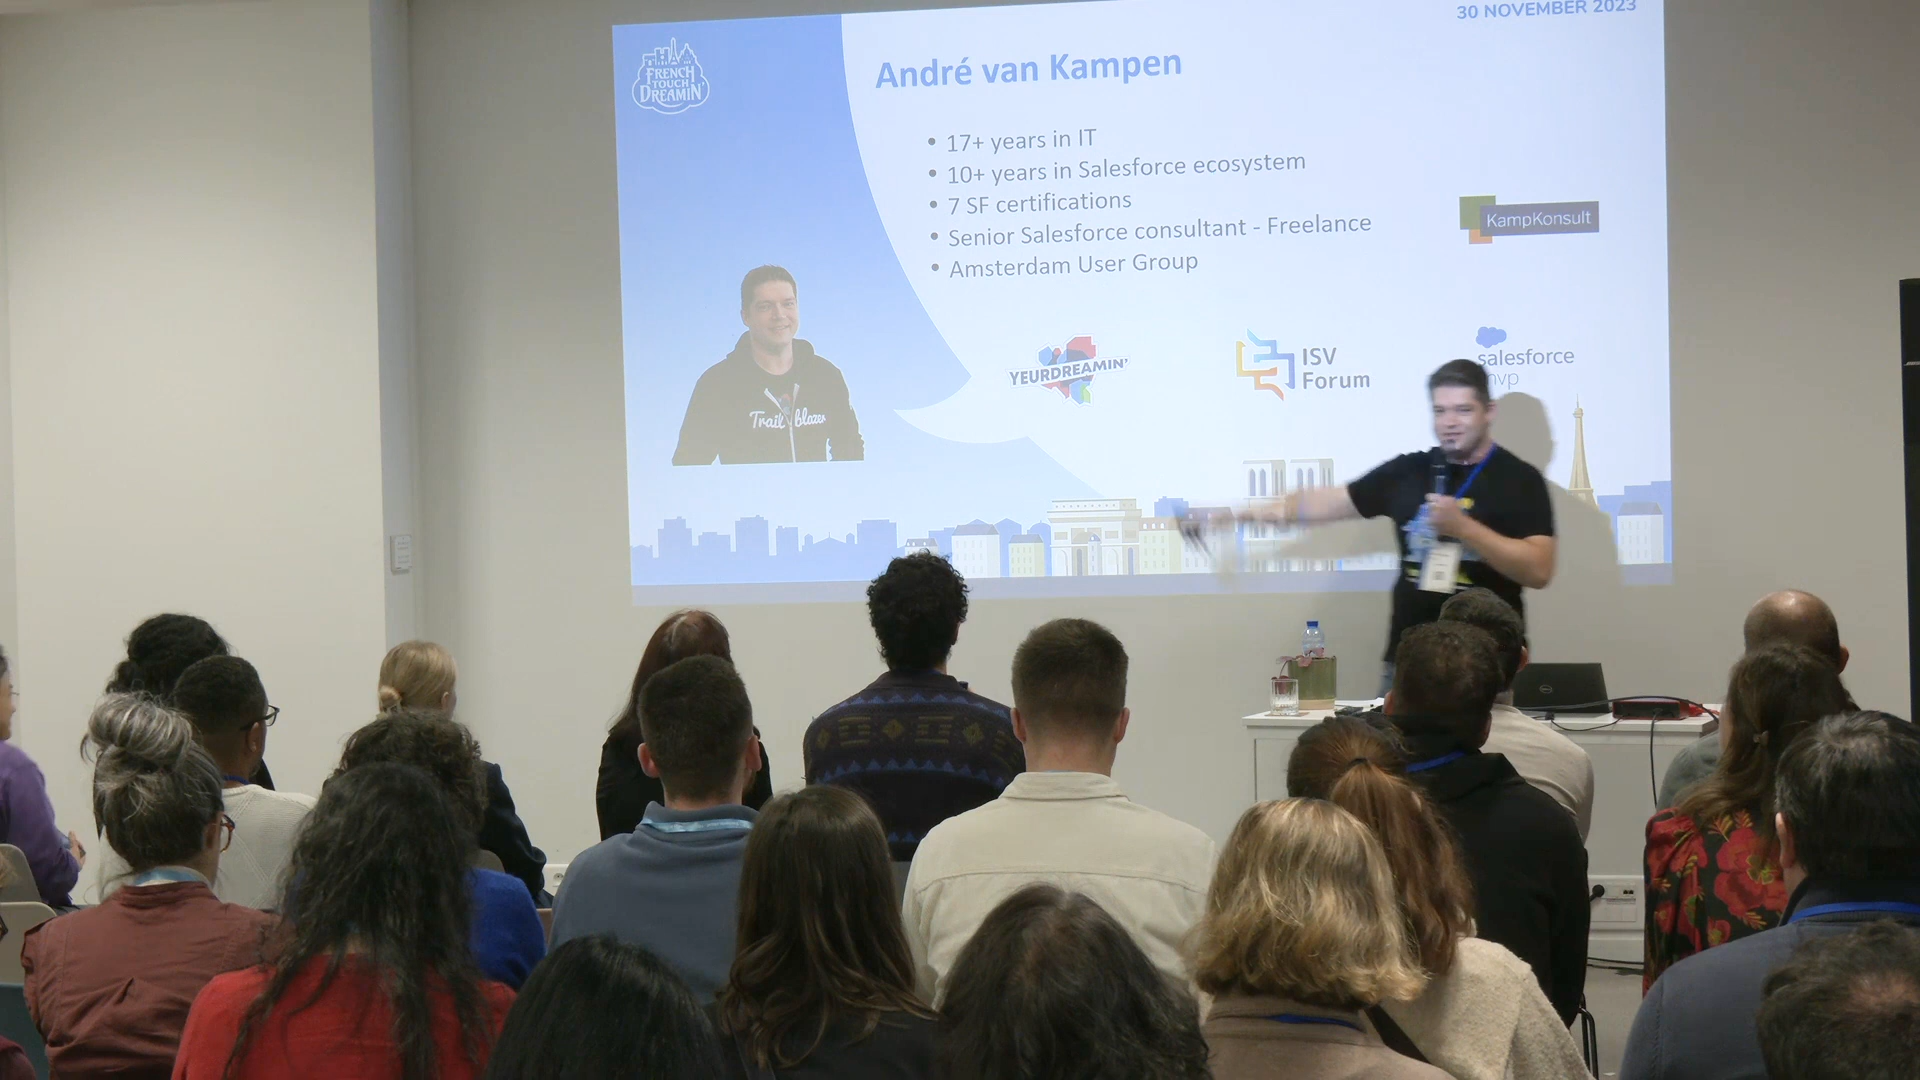 30 NOVEMBER 2023
FRENCH
TOUCH
DREAMIN'
André van Kampen
• 17+ years in IT
• 10+ years in Salesforce ecosystem
• 7 SF certifications
• Senior Salesforce consultant - Freelance
• Amsterdam User Group
KampKonsult
YEURDREAMIN'
ISV
Forum
salesforce
mvp
Trailblazer
DELL